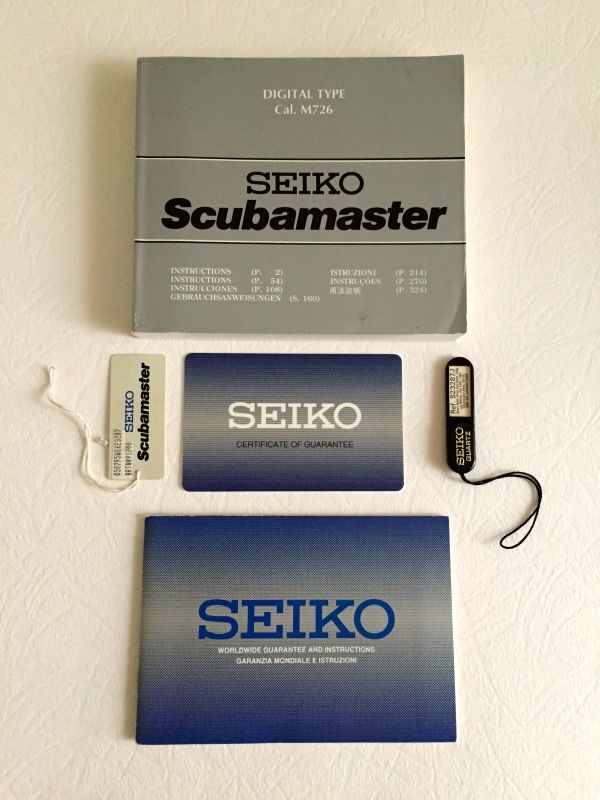 DIGITAL TYPE
Cal. M726
SEIKO
Scubamaster
INSTRUCTIONS (P. 2)
INSTRUCTIONS (P. 54)
INSTRUCCIONES (P. 108)
GEBRAUCHSANWEISUNGEN (S. 160)
ISTRUZIONI (P. 214)
INSTRUÇÕES (P. 270)
用法説明 (P. 324)
SEIKO
Scubamaster
SEIKO
CERTIFICATE OF GUARANTEE
Ref. S23287J
SEIKO
QUARTZ
SEIKO
WORLDWIDE GUARANTEE AND INSTRUCTIONS
GARANZIA MONDIALE E ISTRUZIONI